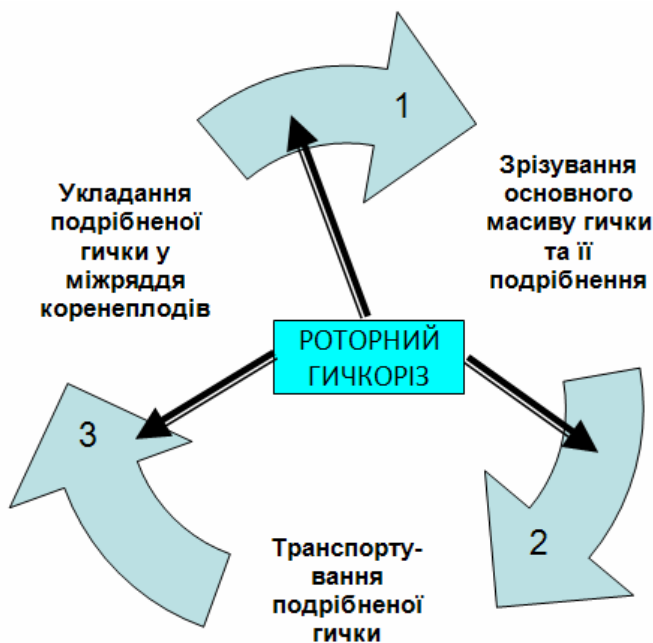 1
Зрізування
основного
масиву гички
та її
подрібнення
Укладання
подрібненої
гички у
міжряддя
коренеплодів
РОТОРНИЙ
ГИЧКОРІЗ
3
2
Транспорту-
вання
подрібненої
гички